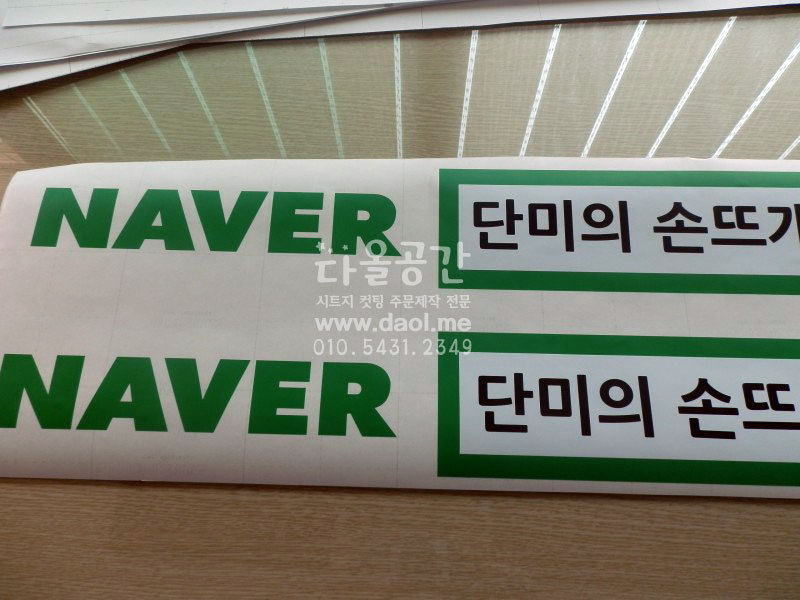 NAVER 단미의 손뜨개
다올공간
시트지 컷팅 주문제작 전문
www.daol.me
010.5431.2349
NAVER 단미의 손뜨